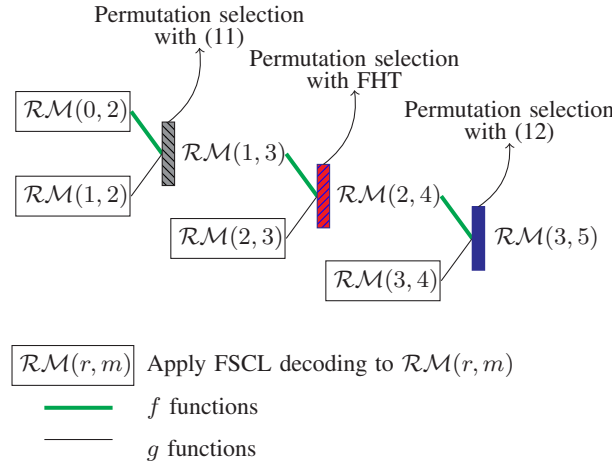 Permutation selection
with (11)
Permutation selection
with FHT
Permutation selection
with (12)
RM(0, 2)
RM(1, 3)
RM(1, 2)
RM(2, 4)
RM(2, 3)
RM(3, 5)
RM(3, 4)
RM(r, m) Apply FSCL decoding to RM(r, m)
f functions
g functions